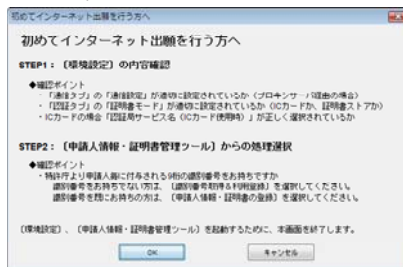 初めてインターネット出願を行う方へ
初めてインターネット出願を行う方へ
STEP1：〔環境設定〕の内容確認
◆確認ポイント
・「通信タブ」の「通信設定」が適切に設定されているか（プロキシサーバ経由の場合）
・「認証タブ」の「証明書モード」が適切に設定されているか（ICカードか、証明書ストアか）
・ICカードの場合「認証局サービス名（ICカード使用時）」が正しく選択されているか
STEP2：〔申請人情報・証明書管理ツール〕からの処理選択
◆確認ポイント
・特許庁より申請人毎に付与する9桁の識別番号をお持ちですか
識別番号をお持ちでない方は、〔識別番号取得&利用登録〕を選択してください。
識別番号を既にお持ちの方は、〔申請人情報・証明書の登録〕を選択してください。
〔環境設定〕、〔申請人情報・証明書管理ツール〕を起動するために、本画面を終了します。
OK
キャンセル